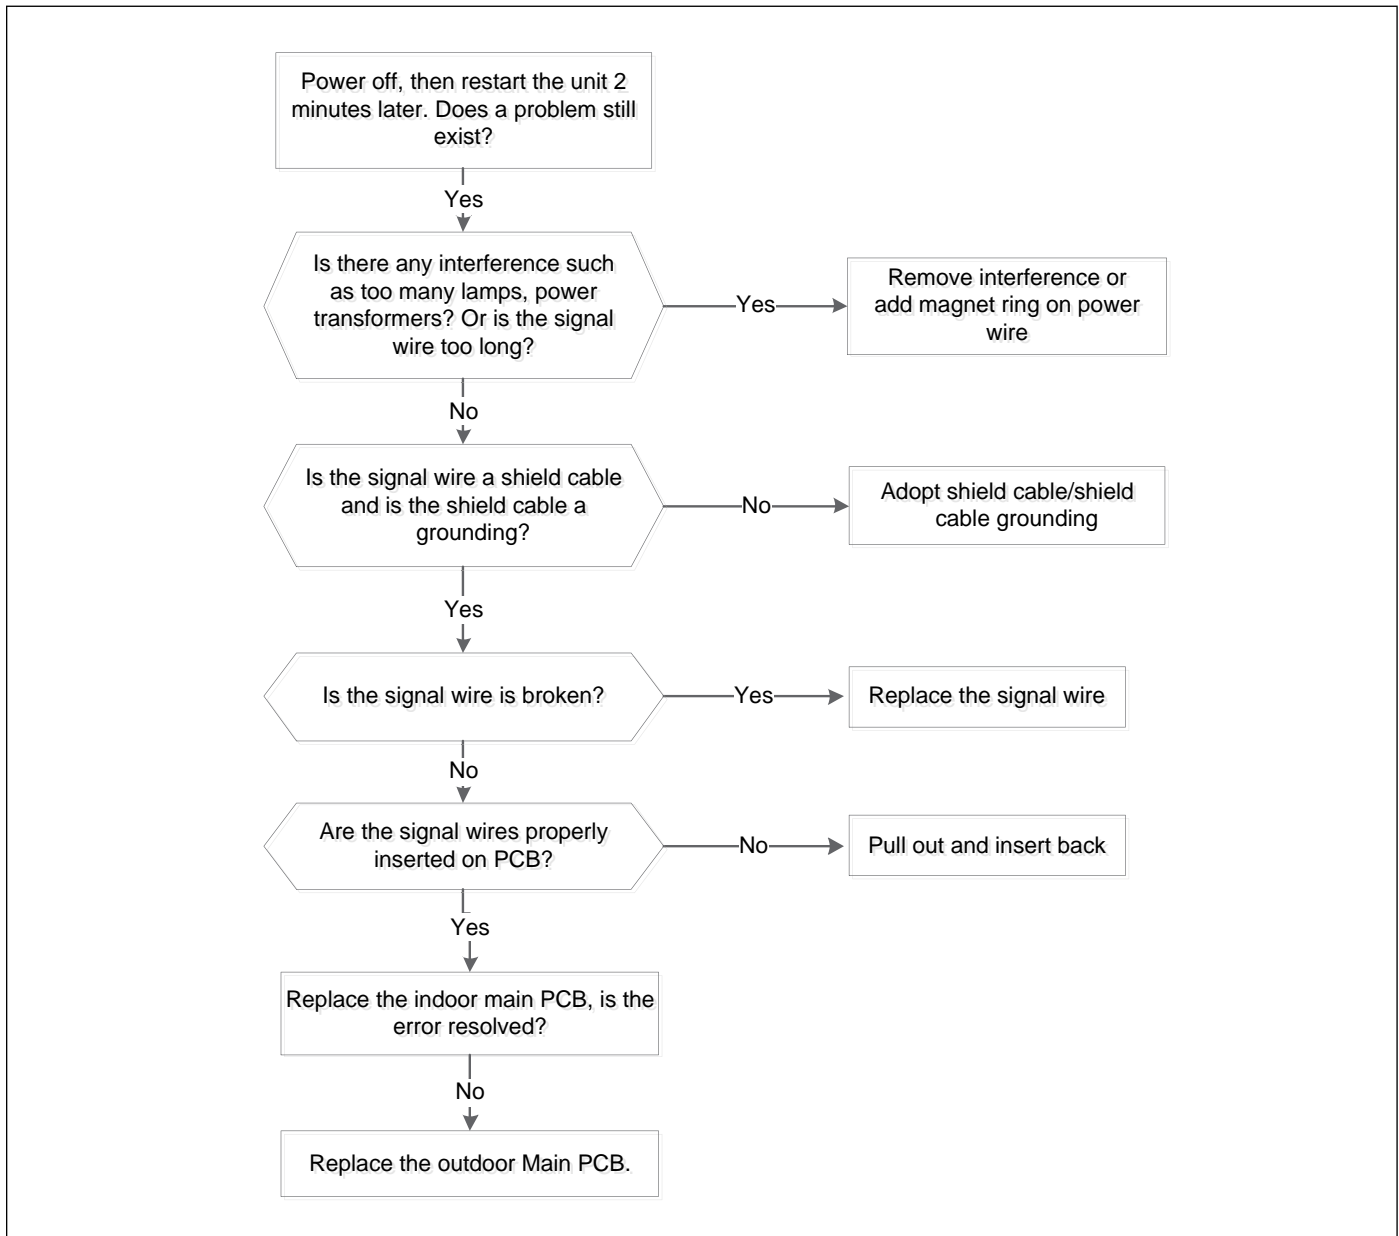 Power off, then restart the unit 2
minutes later. Does a problem still
exist?
Yes
Is there any interference such
as too many lamps, power
transformers? Or is the signal
wire too long?
Yes
Remove interference or
add magnet ring on power
wire
No
Is the signal wire a shield cable
and is the shield cable a
grounding?
No
Adopt shield cable/shield
cable grounding
Yes
Is the signal wire is broken?
Yes
Replace the signal wire
No
Are the signal wires properly
inserted on PCB?
No
Pull out and insert back
Yes
Replace the indoor main PCB, is the
error resolved?
No
Replace the outdoor Main PCB.